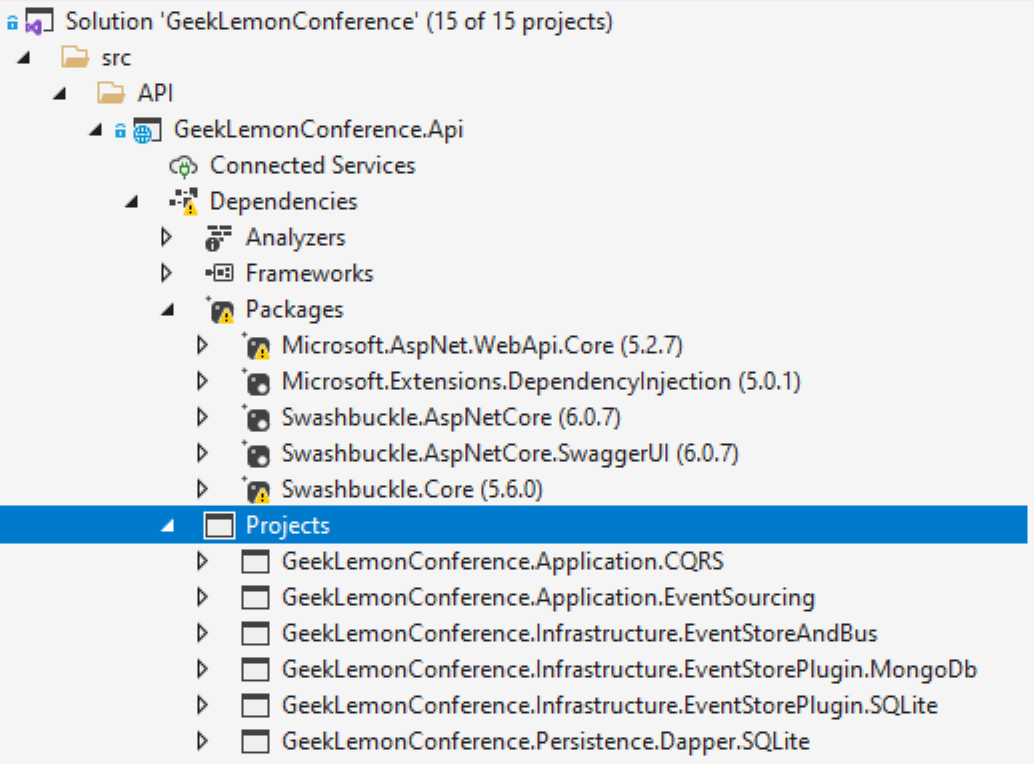 Solution 'GeekLemonConference' (15 of 15 projects)
src
API
GeekLemonConference.Api
Connected Services
Dependencies
Analyzers
Frameworks
Packages
Microsoft.AspNet.WebApi.Core (5.2.7)
Microsoft.Extensions.DependencyInjection (5.0.1)
Swashbuckle.AspNetCore (6.0.7)
Swashbuckle.AspNetCore.SwaggerUI (6.0.7)
Swashbuckle.Core (5.6.0)
Projects
GeekLemonConference.Application.CQRS
GeekLemonConference.Application.EventSourcing
GeekLemonConference.Infrastructure.EventStoreAndBus
GeekLemonConference.Infrastructure.EventStorePlugin.MongoDb
GeekLemonConference.Infrastructure.EventStorePlugin.SQLite
GeekLemonConference.Persistence.Dapper.SQLite